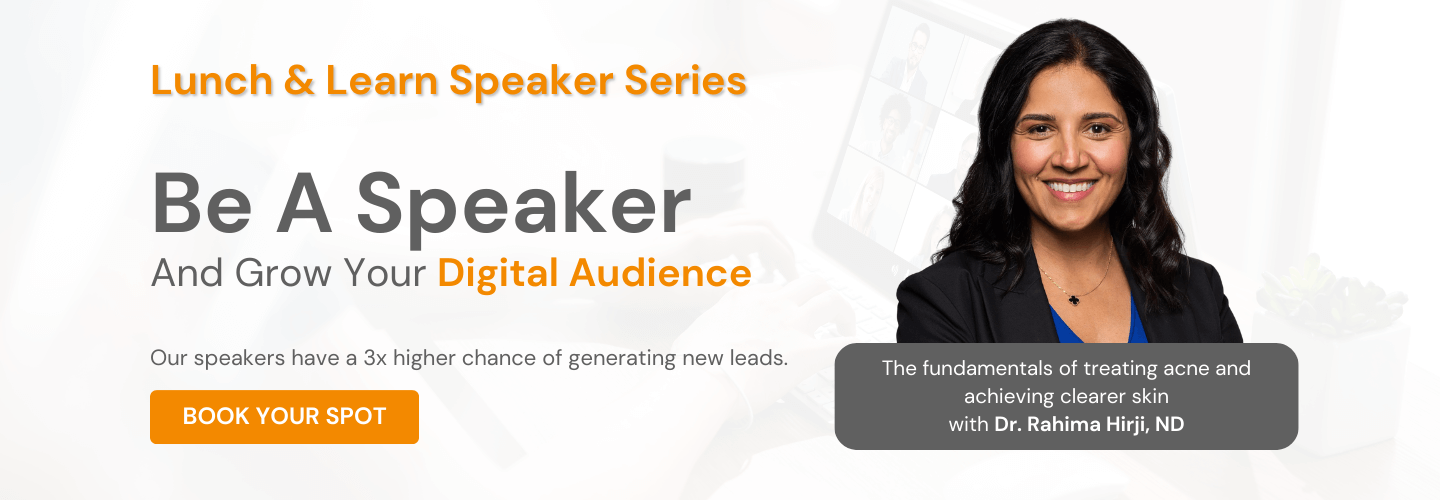 Lunch & Learn Speaker Series
Be A Speaker
And Grow Your Digital Audience
Our speakers have a 3x higher chance of generating new leads.
BOOK YOUR SPOT
The fundamentals of treating acne and
achieving clearer skin
with Dr. Rahima Hirji, ND